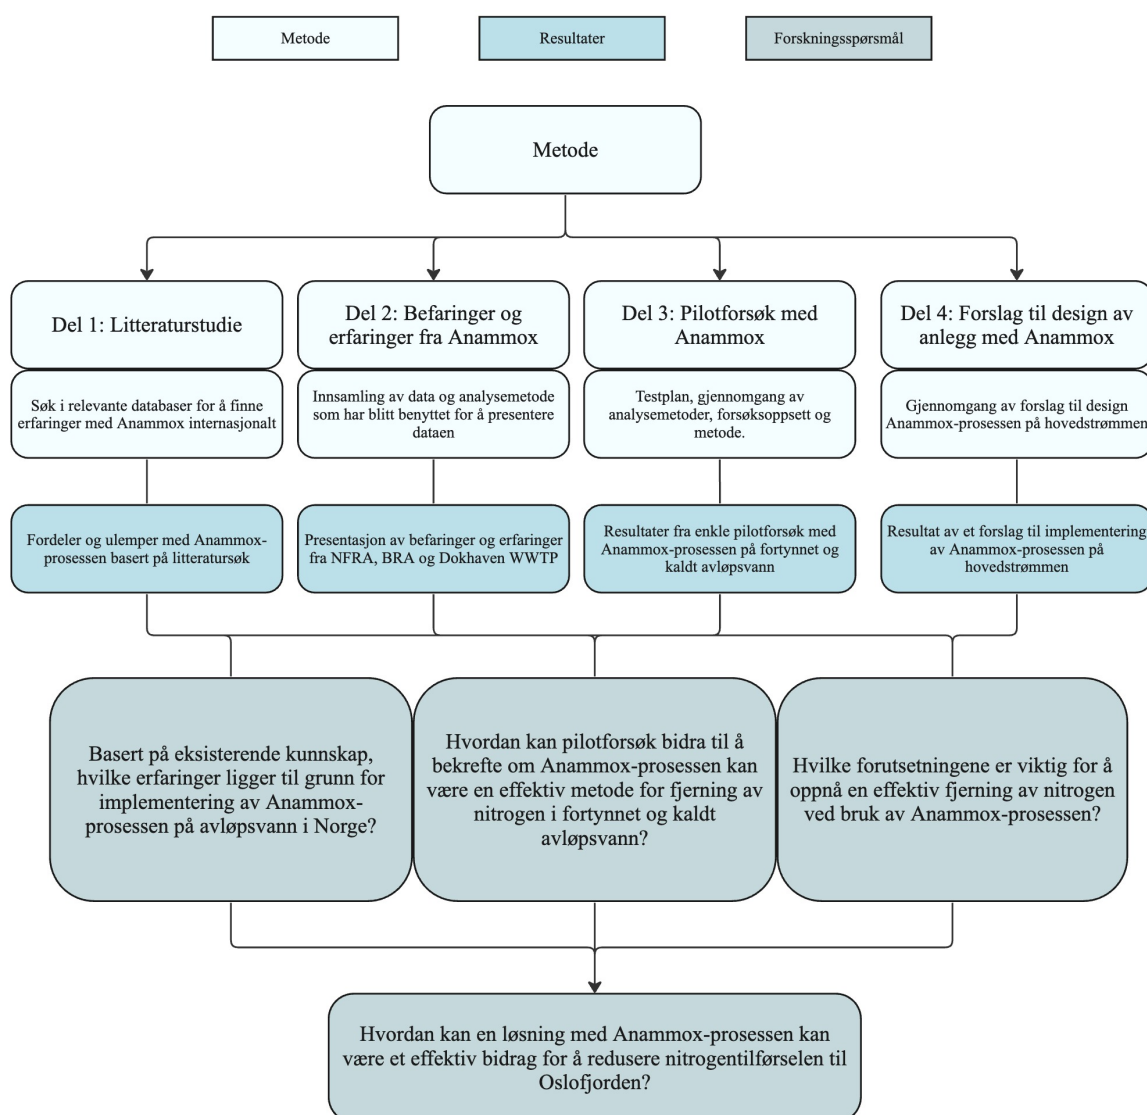 Metode
Resultater
Forskningsspørsmål
Metode
Del 1: Litteraturstudie
Søk i relevante databaser for å finne
erfaringer med Anammox internasjonalt
Fordeler og ulemper med Anammox-
prosessen basert på litteratursøk
Del 2: Befaringer og
erfaringer fra Anammox
Innsamling av data og analysemetode
som har blitt benyttet for å presentere
dataen
Presentasjon av befaringer og erfaringer
fra NFRA, BRA og Dokhaven WWTP
Del 3: Pilotforsøk med
Anammox
Testplan, gjennomgang av
analysemetoder, forsøksoppsett og
metode.
Resultater fra enkle pilotforsøk med
Anammox-prosessen på fortynnet og
kaldt avløpsvann
Del 4: Forslag til design av
anlegg med Anammox
Gjennomgang av forslag til design
Anammox-prosessen på hovedstrømmen
Resultat av et forslag til implementering
av Anammox-prosessen på
hovedstrømmen
Basert på eksisterende kunnskap,
hvilke erfaringer ligger til grunn for
implementering av Anammox-
prosessen på avløpsvann i Norge?
Hvordan kan pilotforsøk bidra til å
bekrefte om Anammox-prosessen kan
være en effektiv metode for fjerning av
nitrogen i fortynnet og kaldt
avløpsvann?
Hvilke forutsetningene er viktig for å
oppnå en effektiv fjerning av nitrogen
ved bruk av Anammox-prosessen?
Hvordan kan en løsning med Anammox-prosessen kan
være et effektiv bidrag for å redusere nitrogentilførselen til
Oslofjorden?